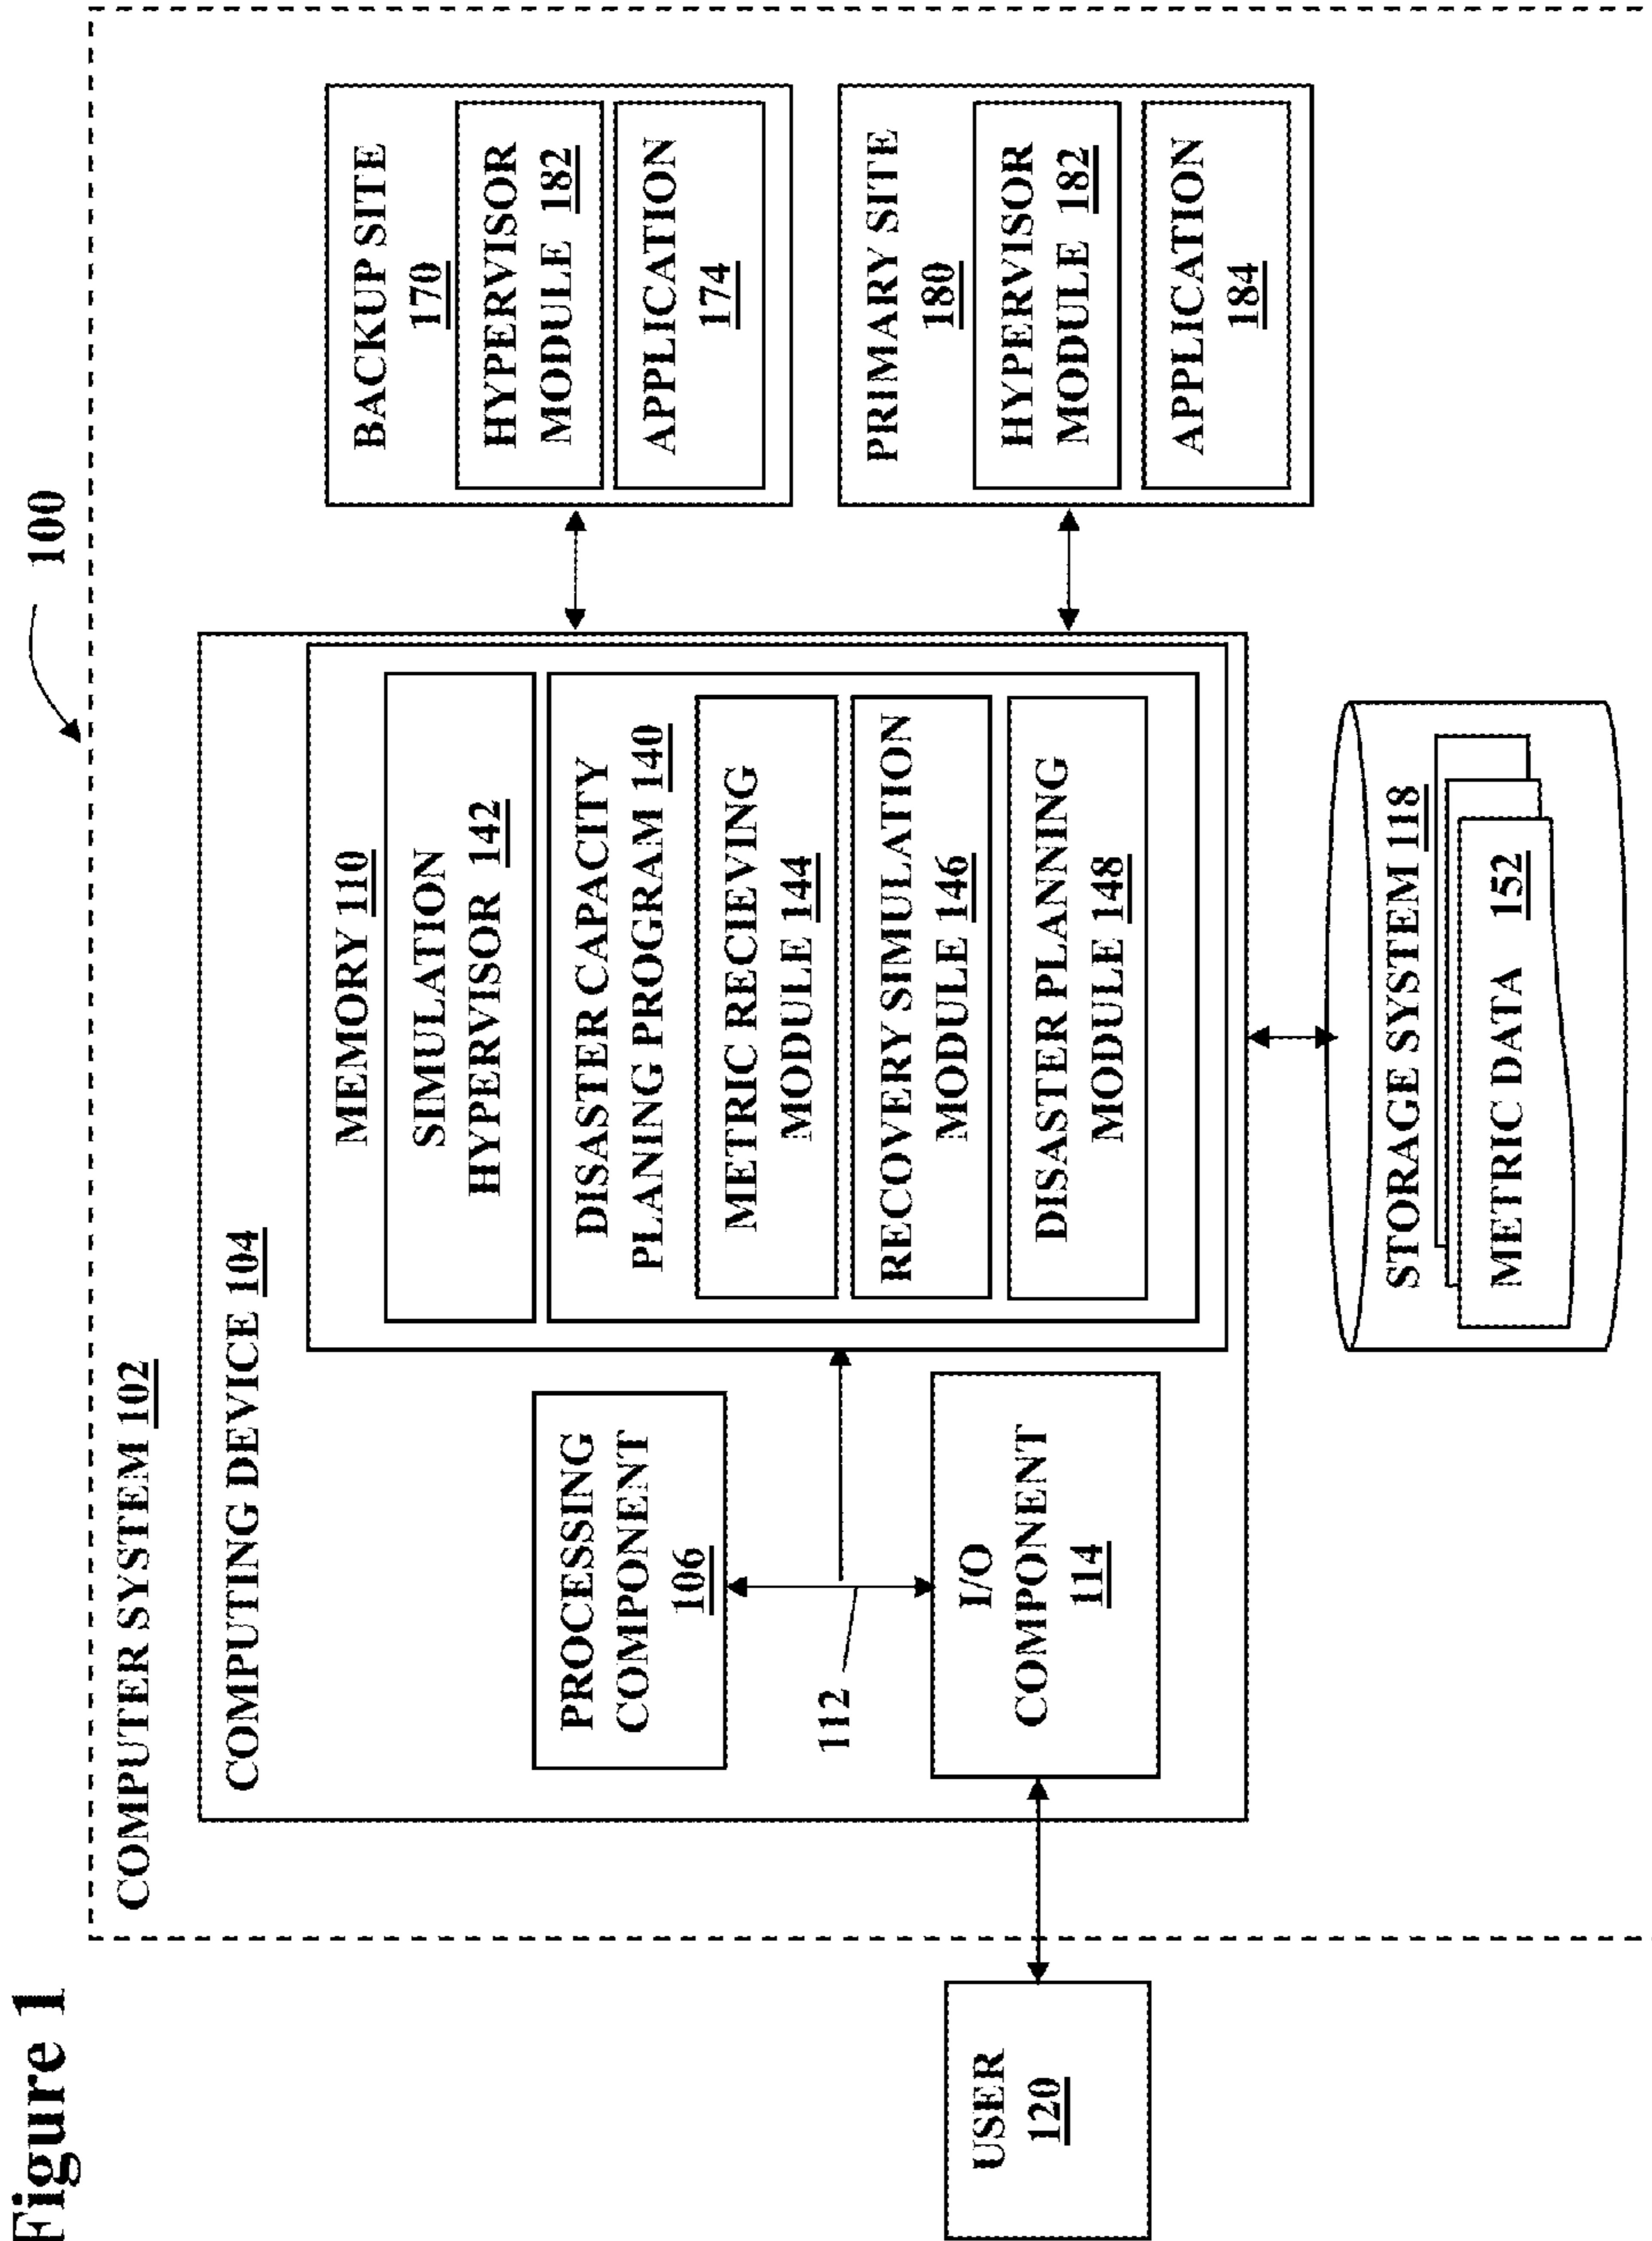 Figure 1
100
COMPUTER SYSTEM 102
COMPUTING DEVICE 104
PROCESSING
COMPONENT
106
112
I/O
COMPONENT
114
USER
120
MEMORY 110
SIMULATION
HYPERVISOR 142
DISASTER CAPACITY
PLANING PROGRAM 140
METRIC RECIEVING
MODULE 144
RECOVERY SIMULATION
MODULE 146
DISASTER PLANNING
MODULE 148
BACKUP SITE
170
HYPERVISOR
MODULE 182
APPLICATION
174
PRIMARY SITE
180
HYPERVISOR
MODULE 182
APPLICATION
184
STORAGE SYSTEM 118
METRIC DATA 152